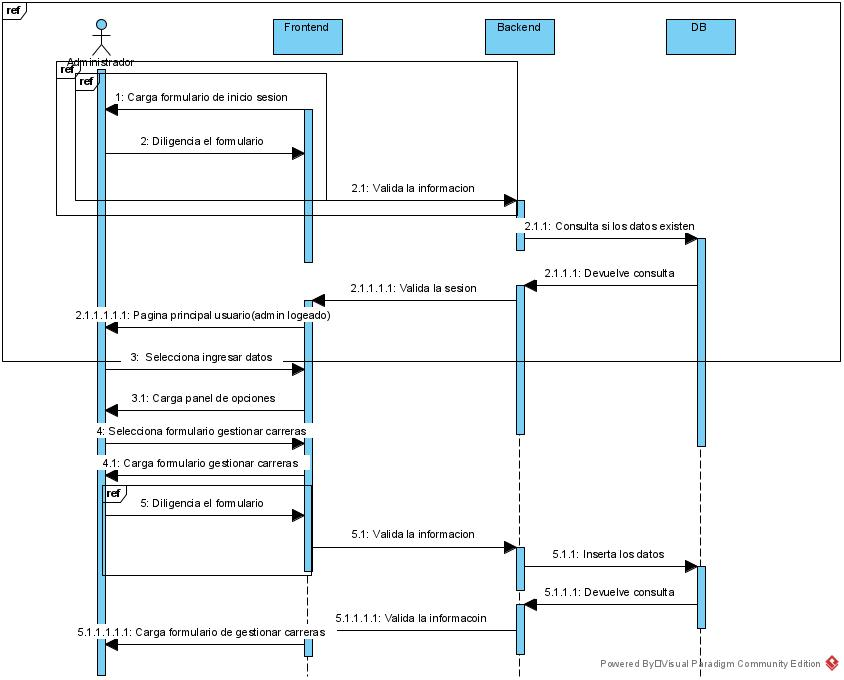 ref
Frontend
Backend
DB
Administrador
ref
ref
1: Carga formulario de inicio sesion
2: Diligencia el formulario
2.1: Valida la informacion
2.1.1: Consulta si los datos existen
2.1.1.1: Devuelve consulta
2.1.1.1.1: Valida la sesion
2.1.1.1.1.1: Pagina principal usuario(admin logeado)
3: Selecciona ingresar datos
3.1: Carga panel de opciones
4: Selecciona formulario gestionar carreras
4.1: Carga formulario gestionar carreras
ref
5: Diligencia el formulario
5.1: Valida la informacion
5.1.1: Inserta los datos
5.1.1.1: Devuelve consulta
5.1.1.1.1: Valida la informacoin
5.1.1.1.1.1: Carga formulario de gestionar carreras
Powered By Visual Paradigm Community Edition